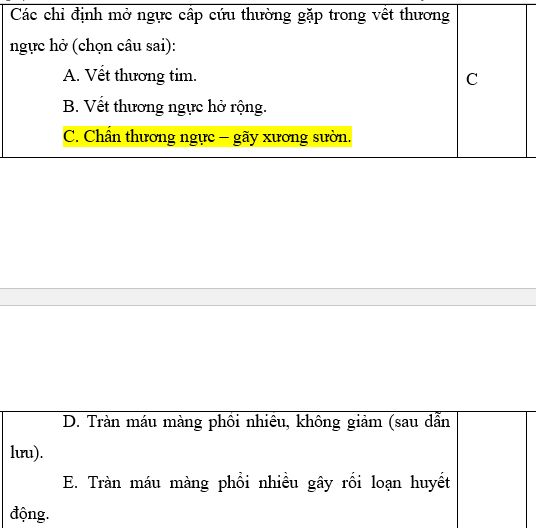 Các chỉ định mở ngực cấp cứu thường gặp trong vết thương
ngực hở (chọn câu sai):
A. Vết thương tim.
C
B. Vết thương ngực hở rộng.
C. Chấn thương ngực – gãy xương sườn.
D. Tràn máu màng phổi nhiều, không giảm (sau dẫn
lưu).
E. Tràn máu màng phổi nhiều gây rối loạn huyết
động.